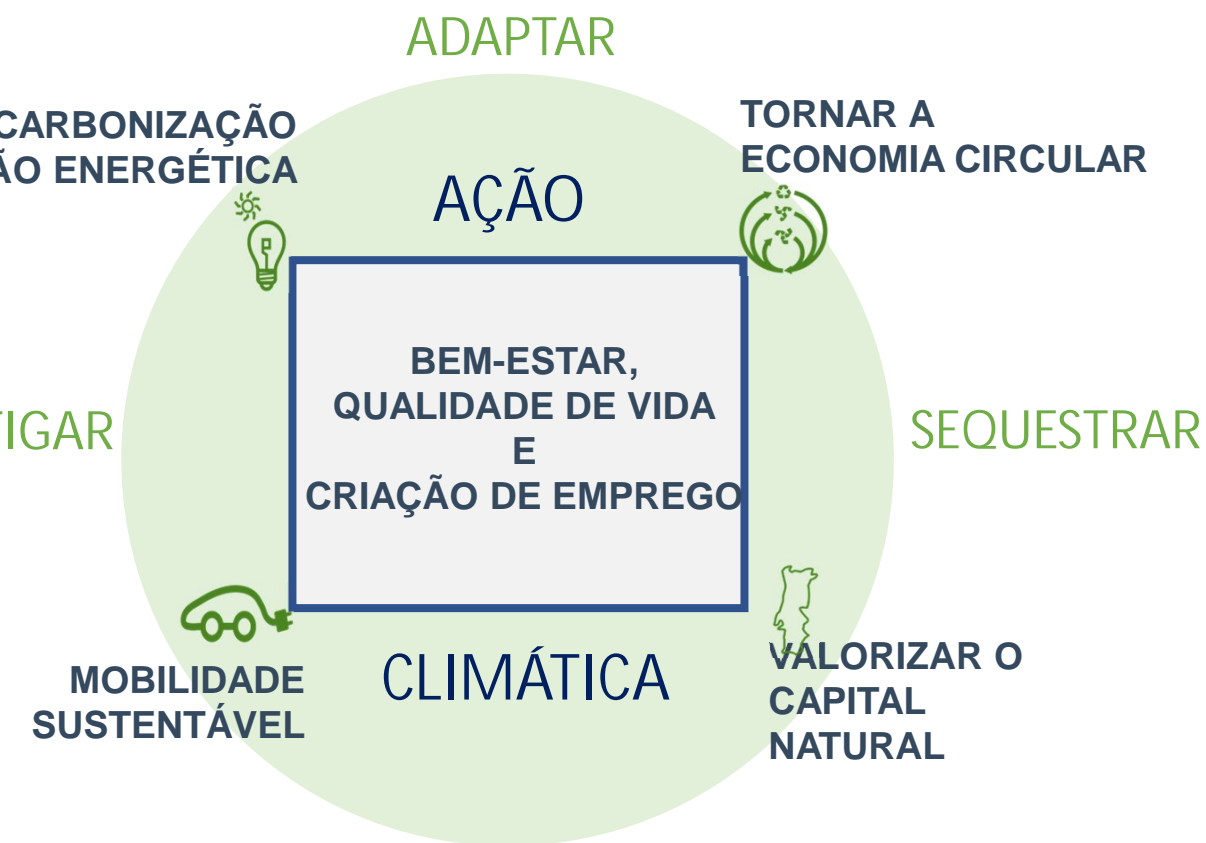 ADAPTAR
CARBONIZAÇÃO
ÃO ENERGÉTICA
TORNAR A
ECONOMIA CIRCULAR
AÇÃO
BEM-ESTAR,
QUALIDADE DE VIDA
E
CRIAÇÃO DE EMPREGO
TIGAR
SEQUESTRAR
MOBILIDADE
SUSTENTÁVEL
CLIMÁTICA
VALORIZAR O
CAPITAL
NATURAL